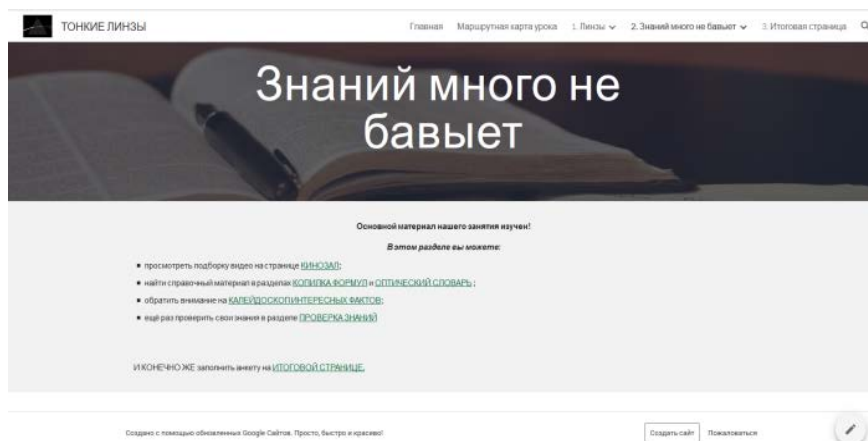 ТОНКИЕ ЛИНЗЫ
Главная Маршрутная карта урока 1. Линзы 2. Знаний много не бавыет 3. Итоговая страница
Знаний много не
бавыет
Основной материал нашего занятия изучен!
В этом разделе вы можете:
просмотреть подборку видео на странице КИНОЗАЛ;
найти справочный материал в разделах КОПИЛКА ФОРМУЛ и ОПТИЧЕСКИЙ СЛОВАРЬ ;
обратить внимание на КАЛЕЙДОСКОП ИНТЕРЕСНЫХ ФАКТОВ;
ещё раз проверить свои знания в разделе ПРОВЕРКА ЗНАНИЙ
И КОНЕЧНО ЖЕ заполнить анкету на ИТОГОВОЙ СТРАНИЦЕ.
Создано с помощью обновленных Google Сайтов. Просто, быстро и красиво!
Создать сайт Пожаловаться